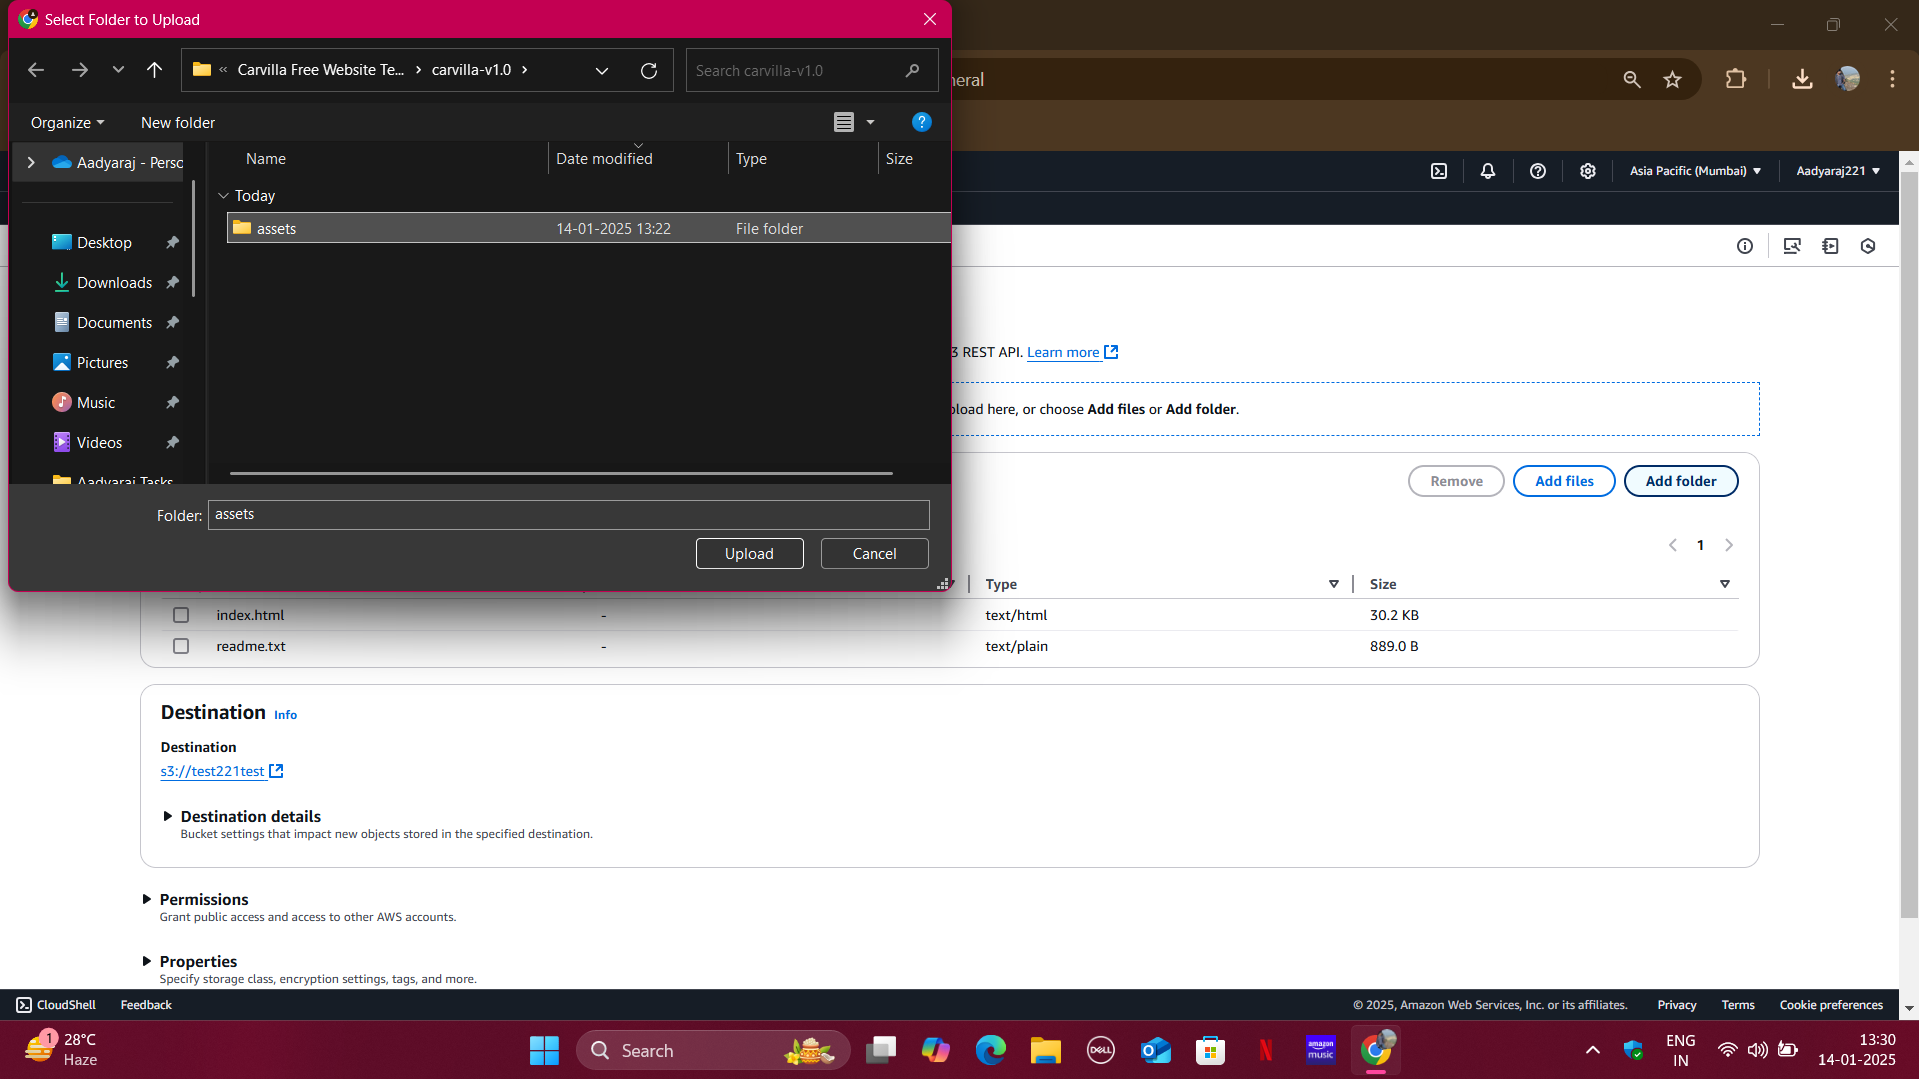 Select Folder to Upload
Carvilla Free Website Te... › carvilla-v1.0 ›
Search carvilla-v1.0
neral
Organize
New folder
Aadyaraj - Perso
Name
Date modified
Type
Size
Asia Pacific (Mumbai)
Aadyaraj221
Today
assets
14-01-2025 13:22
File folder
Desktop
Downloads
Documents
Pictures
Music
Videos
Aadyaraj Tasks
3 REST API. Learn more
pload here, or choose Add files or Add folder.
Remove
Add files
Add folder
Folder:
assets
Upload
Cancel
1
Type
Size
index.html
-
text/html
30.2 KB
readme.txt
-
text/plain
889.0 B
Destination Info
Destination
s3://test221test
Destination details
Bucket settings that impact new objects stored in the specified destination.
Permissions
Grant public access and access to other AWS accounts.
Properties
Specify storage class, encryption settings, tags, and more.
CloudShell
Feedback
© 2025, Amazon Web Services, Inc. or its affiliates.
Privacy
Terms
Cookie preferences
1
28°C
Haze
Search
DELL
N
amazon
music
ENG
IN
13:30
14-01-2025